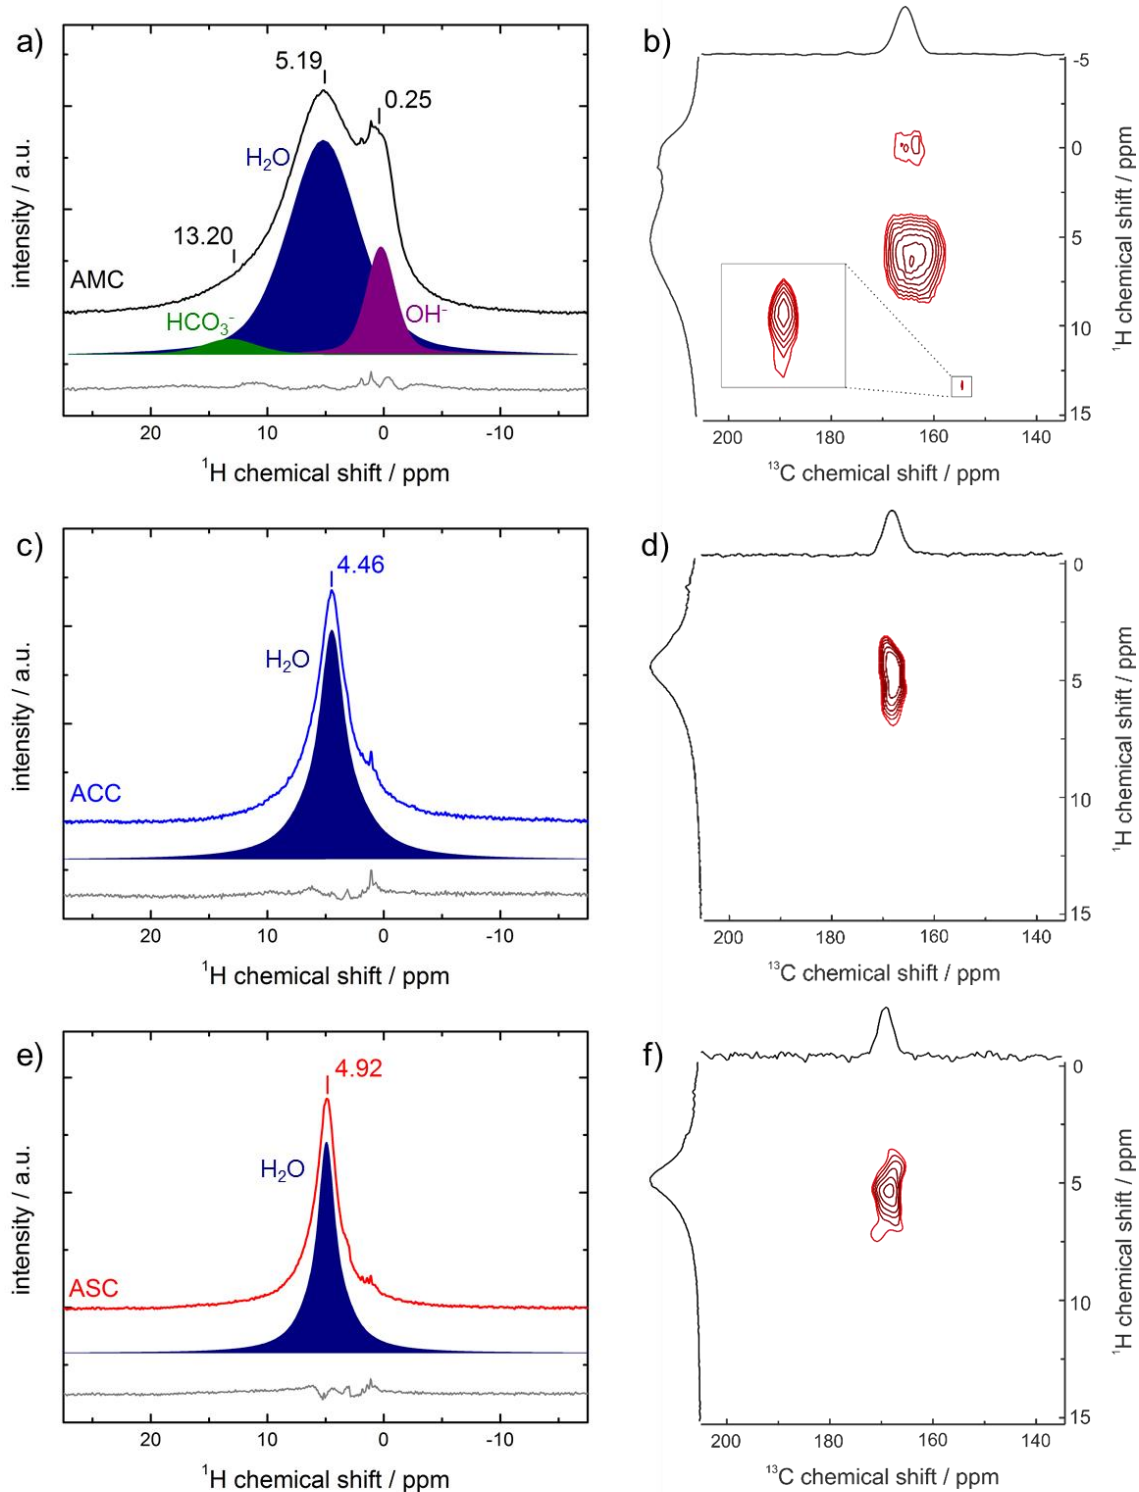 a)
5.19
0.25
H₂O
13.20
AMC
HCO₃⁻
OH⁻
intensity / a.u.
20 10 0 -10
¹H chemical shift / ppm
b)
-5
0
5
10
15
¹H chemical shift / ppm
200 180 160 140
¹³C chemical shift / ppm
c)
4.46
H₂O
ACC
intensity / a.u.
20 10 0 -10
¹H chemical shift / ppm
d)
0
5
10
15
¹H chemical shift / ppm
200 180 160 140
¹³C chemical shift / ppm
e)
4.92
H₂O
ASC
intensity / a.u.
20 10 0 -10
¹H chemical shift / ppm
f)
0
5
10
15
¹H chemical shift / ppm
200 180 160 140
¹³C chemical shift / ppm